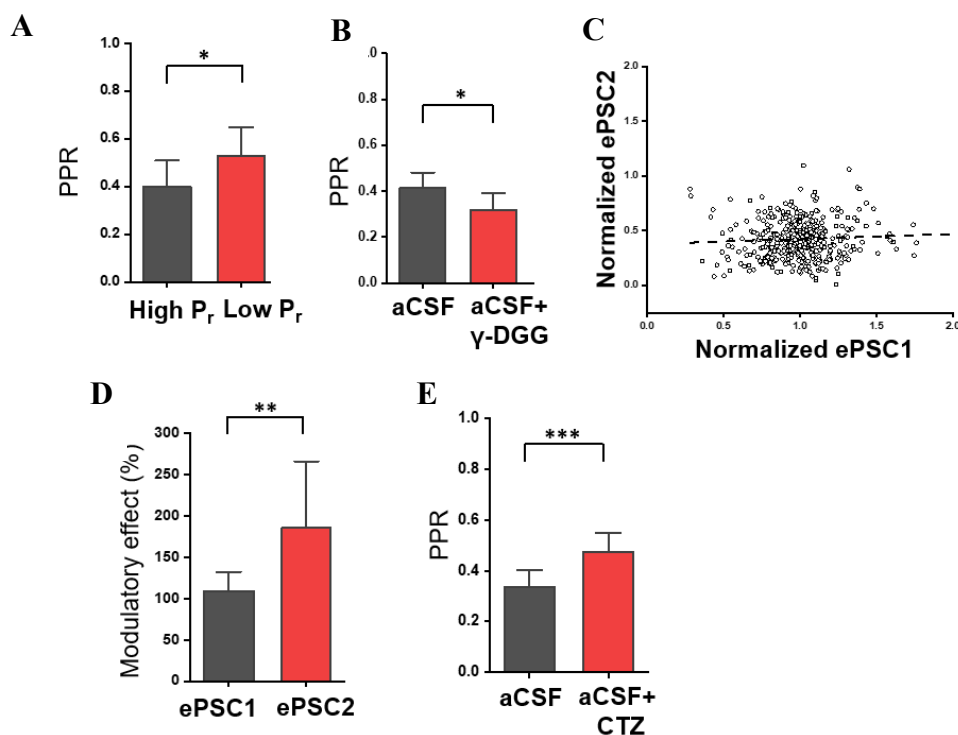 A
1.0
0.8
0.6
0.4
0.2
0.0
PPR
*
High Pr Low Pr
B
.0
0.8
0.6
0.4
0.2
0.0
PPR
*
aCSF aCSF+
γ-DGG
C
2.0
1.5
1.0
0.5
0.0
Normalized ePSC2
0.0 0.5 1.0 1.5 2.0
Normalized ePSC1
D
300
250
200
150
100
50
0
Modulatory effect (%)
**
ePSC1 ePSC2
E
1.0
0.8
0.6
0.4
0.2
0.0
PPR
***
aCSF aCSF+
CTZ